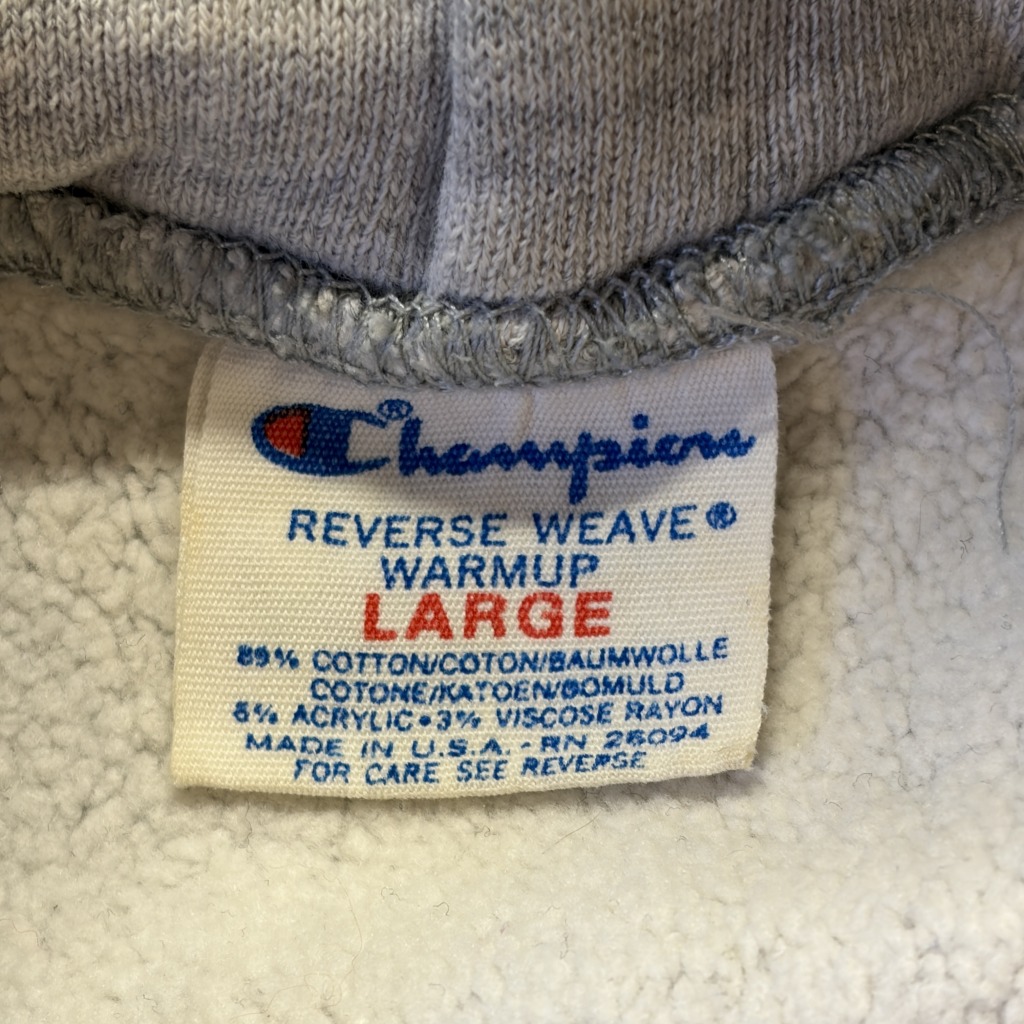 Champion®
REVERSE WEAVE®
WARMUP
LARGE
89% COTTON/COTON/BAUMWOLLE
COTONE/KATOEN/BOMULD
8% ACRYLIC•3% VISCOSE RAYON
MADE IN U.S.A.-RN 26094
FOR CARE SEE REVERSE